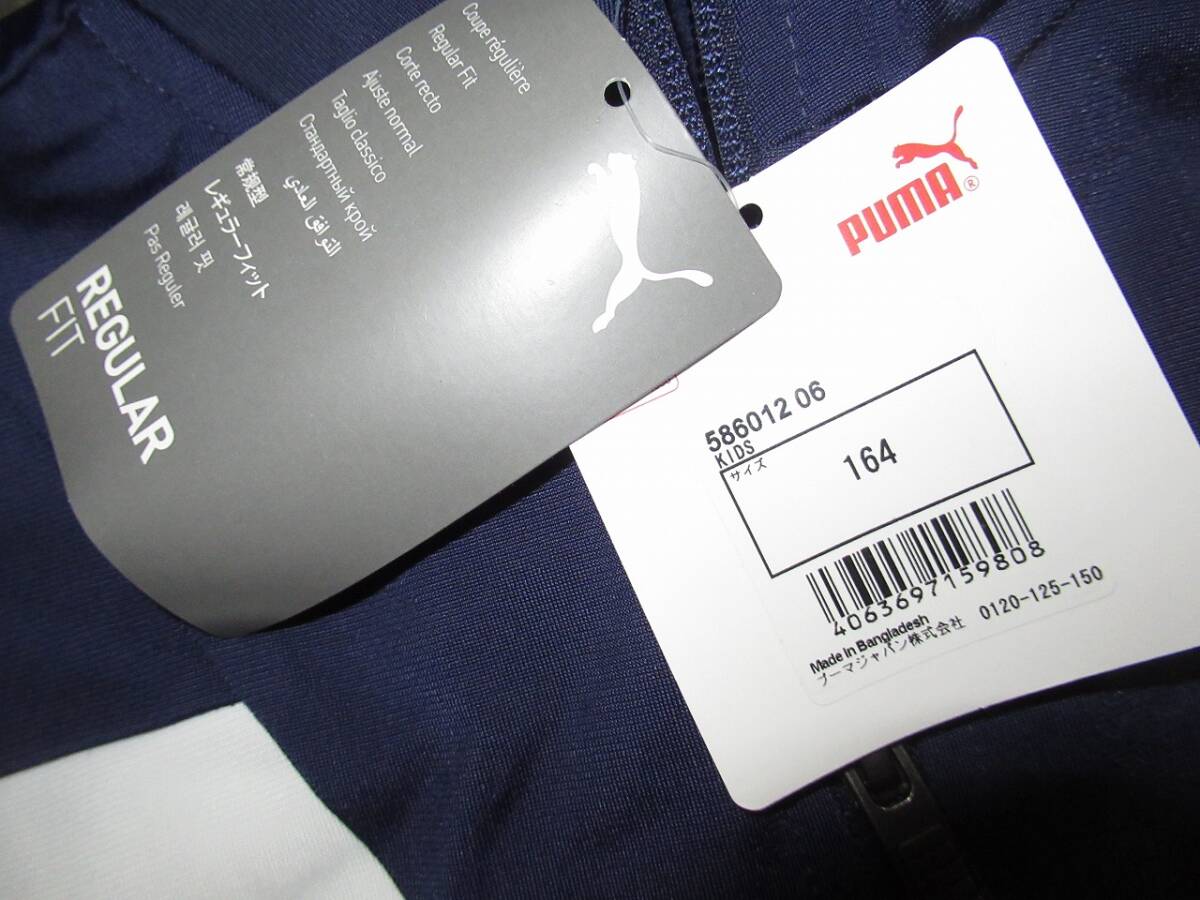 Coupe régulière
Regular Fit
Corte recto
Ajuste normal
Taglio classico
Стандартный крой
التوافق العادي
常规型
レギュラーフィット
레귤러 핏
Pas Reguler
REGULAR
FIT
PUMA®
586012 06
KIDS
サイズ
164
4063697159808
Made In Bangladesh
プーマジャパン株式会社 0120-125-150